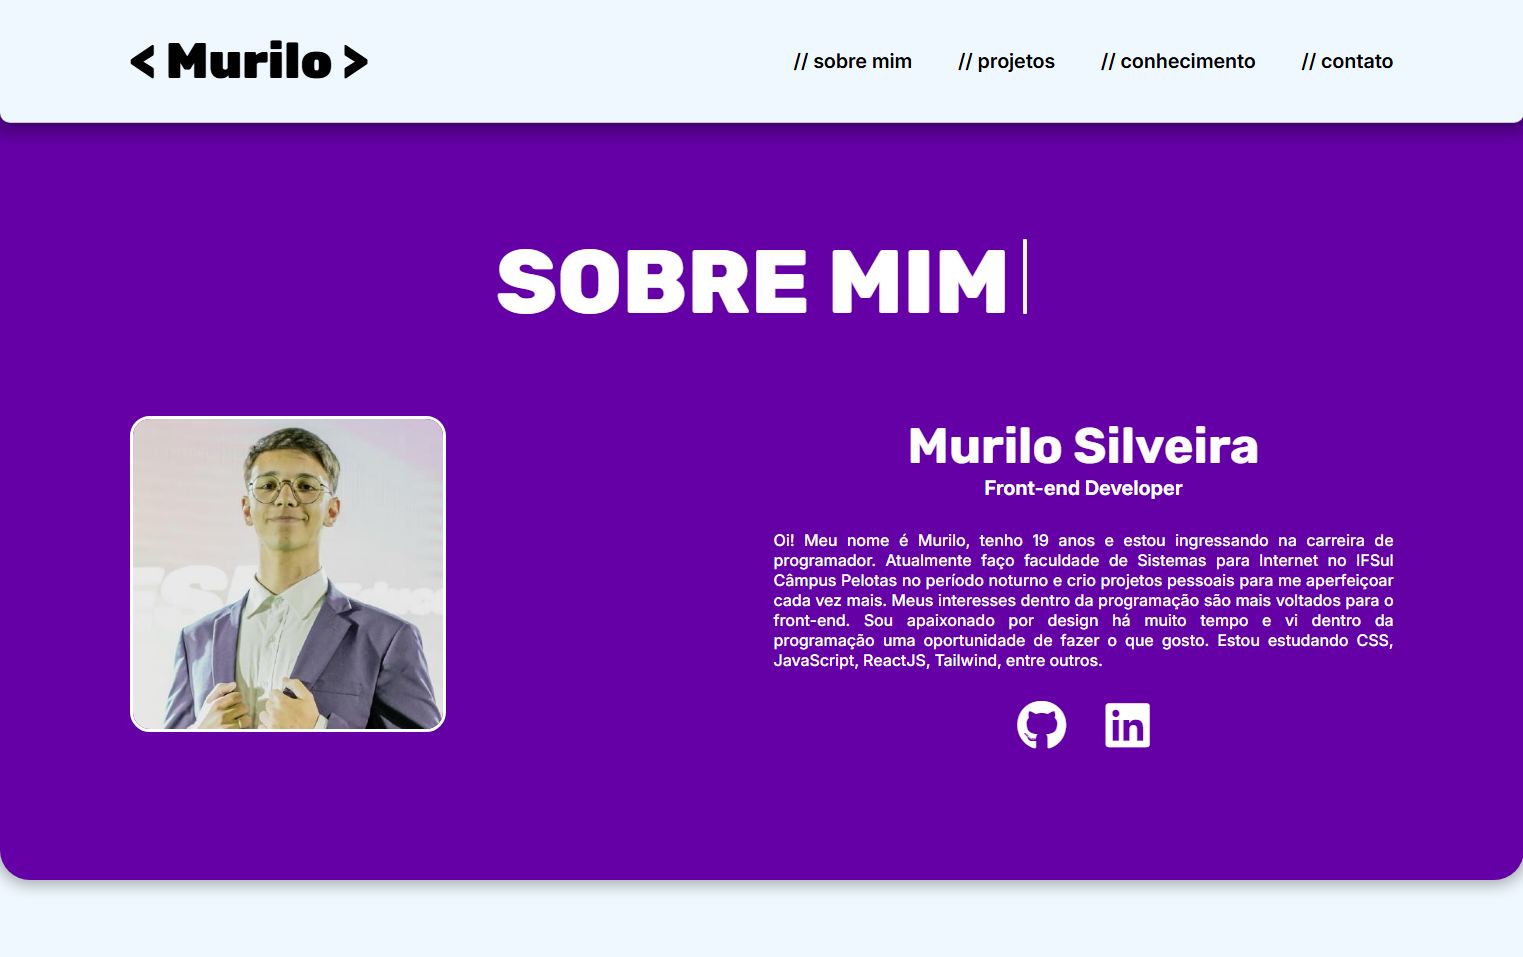 < Murilo >
// sobre mim
// projetos
// conhecimento
// contato
SOBRE MIM
Murilo Silveira
Front-end Developer
Oi! Meu nome é Murilo, tenho 19 anos e estou ingressando na carreira de
programador. Atualmente faço faculdade de Sistemas para Internet no IFSul
Câmpus Pelotas no período noturno e crio projetos pessoais para me aperfeiçoar
cada vez mais. Meus interesses dentro da programação são mais voltados para o
front-end. Sou apaixonado por design há muito tempo e vi dentro da
programação uma oportunidade de fazer o que gosto. Estou estudando CSS,
JavaScript, ReactJS, Tailwind, entre outros.
in